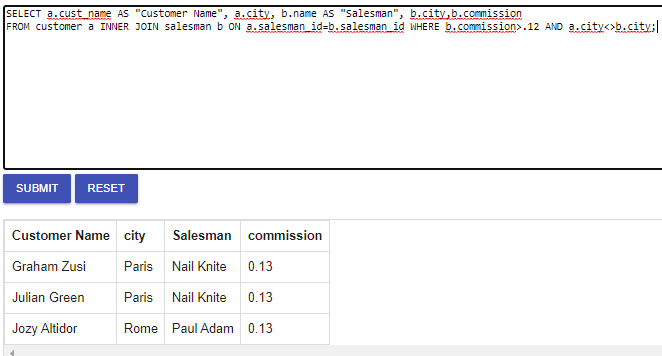 SELECT a.cust_name AS "Customer Name", a.city, b.name AS "Salesman", b.city,b.commission
FROM customer a INNER JOIN salesman b ON a.salesman_id=b.salesman_id WHERE b.commission>.12 AND a.city<>b.city;
SUBMIT RESET
Customer Name city Salesman commission
Graham Zusi Paris Nail Knite 0.13
Julian Green Paris Nail Knite 0.13
Jozy Altidor Rome Paul Adam 0.13